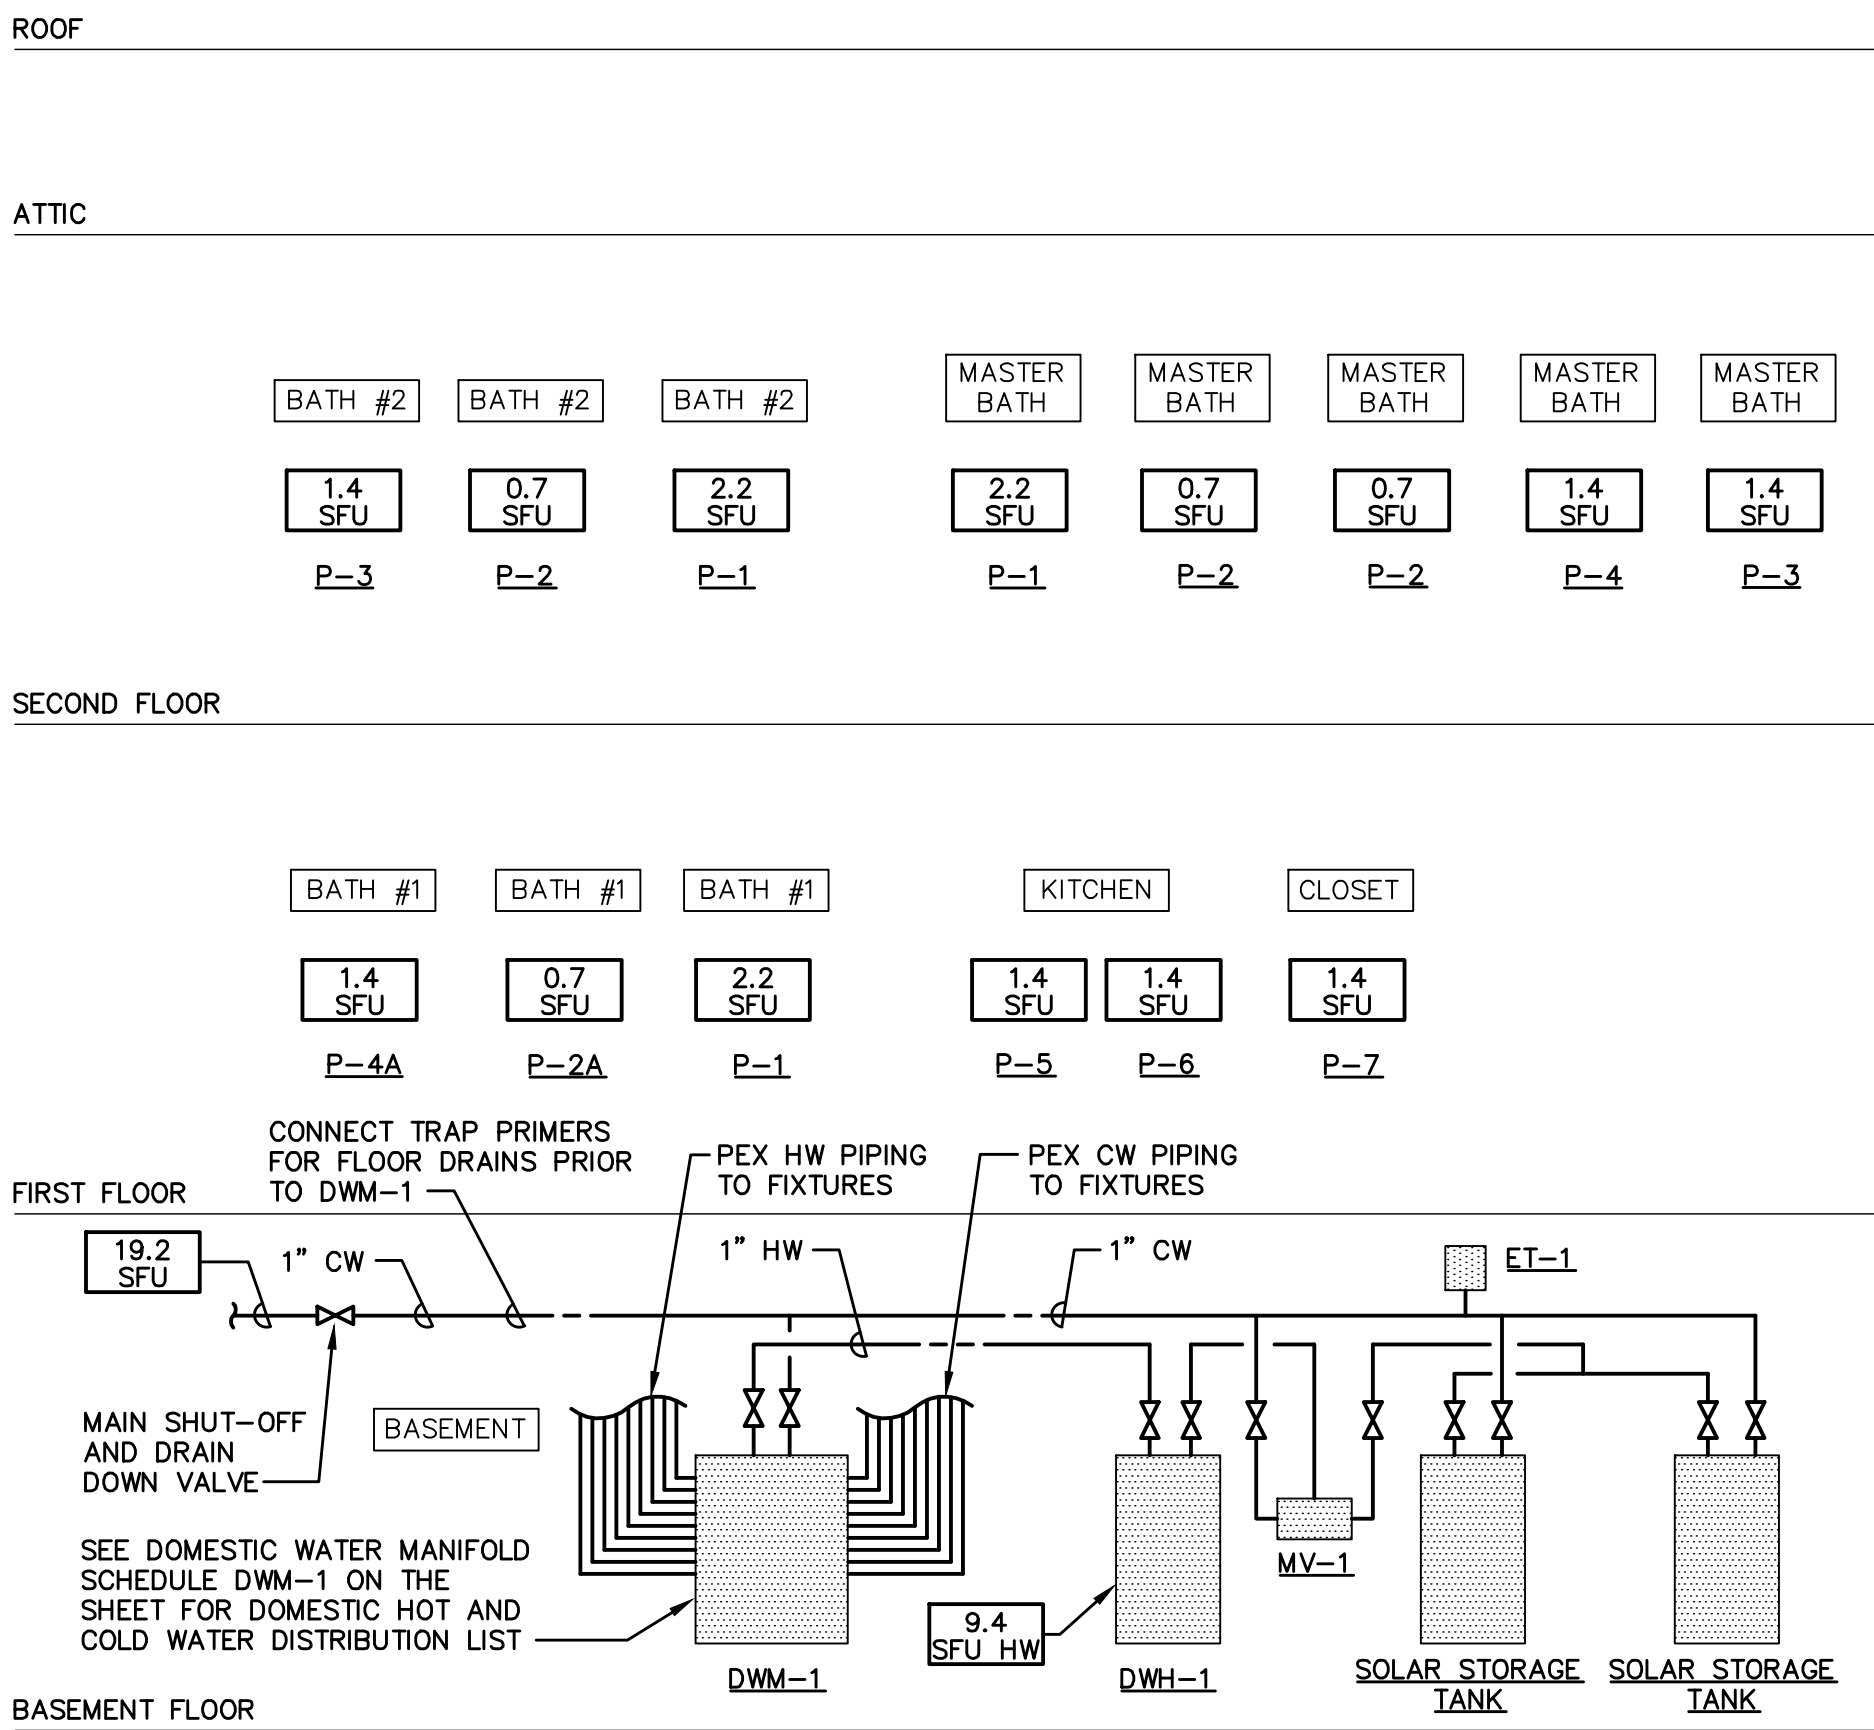 ROOF
ATTIC
BATH #2
BATH #2
BATH #2
MASTER
BATH
MASTER
BATH
MASTER
BATH
MASTER
BATH
MASTER
BATH
1.4
SFU
0.7
SFU
2.2
SFU
2.2
SFU
0.7
SFU
0.7
SFU
1.4
SFU
1.4
SFU
P-3
P-2
P-1
P-1
P-2
P-2
P-4
P-3
SECOND FLOOR
BATH #1
BATH #1
BATH #1
KITCHEN
CLOSET
1.4
SFU
0.7
SFU
2.2
SFU
1.4
SFU
1.4
SFU
1.4
SFU
P-4A
P-2A
P-1
P-5
P-6
P-7
CONNECT TRAP PRIMERS
FOR FLOOR DRAINS PRIOR
TO DWM-1
PEX HW PIPING
TO FIXTURES
PEX CW PIPING
TO FIXTURES
FIRST FLOOR
19.2
SFU
1" CW
1" HW
1" CW
ET-1
MAIN SHUT-OFF
AND DRAIN
DOWN VALVE
BASEMENT
SEE DOMESTIC WATER MANIFOLD
SCHEDULE DWM-1 ON THE
SHEET FOR DOMESTIC HOT AND
COLD WATER DISTRIBUTION LIST
MV-1
9.4
SFU HW
DWM-1
DWH-1
SOLAR STORAGE
TANK
SOLAR STORAGE
TANK
BASEMENT FLOOR